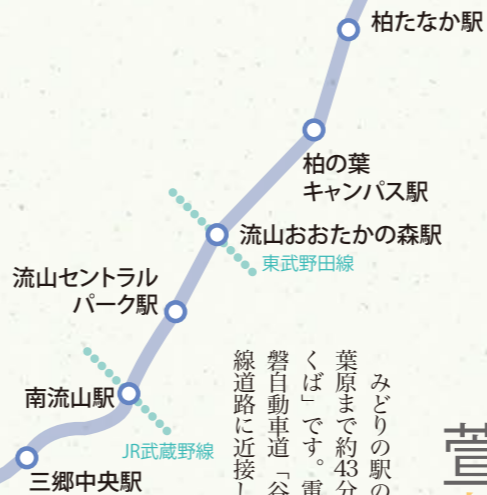 柏たなか駅
柏の葉
キャンパス駅
流山おおたかの森駅
東武野田線
流山セントラル
パーク駅
南流山駅
JR武蔵野線
三郷中央駅
みどりの駅の
葉原まで約43分
くば」です。電
磐自動車道「谷
線道路に近接し
萱